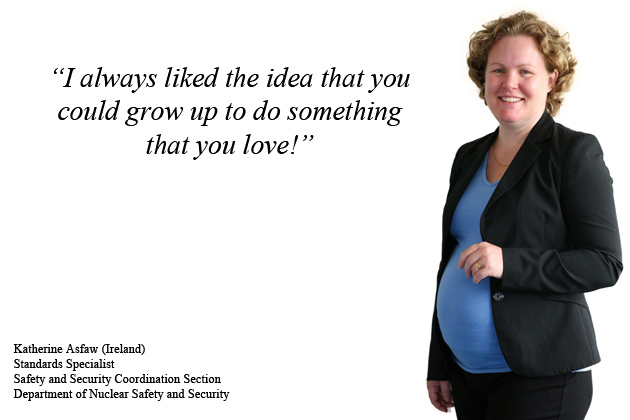 “I always liked the idea that you
could grow up to do something
that you love!”
Katherine Asfaw (Ireland)
Standards Specialist
Safety and Security Coordination Section
Department of Nuclear Safety and Security